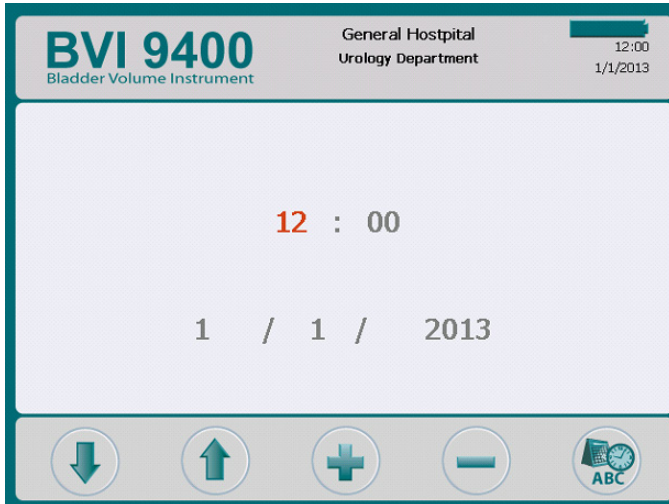 BVI 9400
Bladder Volume Instrument
General Hostpital
Urology Department
12:00
1/1/2013
12 : 00
1 / 1 / 2013
ABC